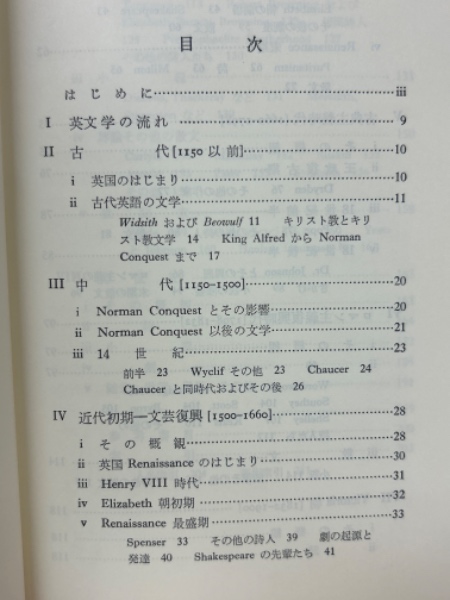 目 次
はじめに……iii
I 英文学の流れ……9
II 古 代 [1150 以前]……10
i 英国のはじまり……10
ii 古代英語の文学……11
Widsith および Beowulf 11 キリスト教とキリ
スト教文学 14 King Alfred から Norman
Conquest まで 17
III 中 代 [1150–1500]……20
i Norman Conquest とその影響……20
ii Norman Conquest 以後の文学……21
iii 14 世 紀……23
前半 23 Wyclif その他 23 Chaucer 24
Chaucer と同時代およびその後 26
IV 近代初期—文芸復興 [1500–1660]……28
i その概観……28
ii 英国 Renaissance のはじまり……30
iii Henry VIII 時代……31
iv Elizabeth 朝初期……32
v Renaissance 最盛期……33
Spenser 33 その他の詩人 39 劇の起源と
発達 40 Shakespeare の先輩たち 41